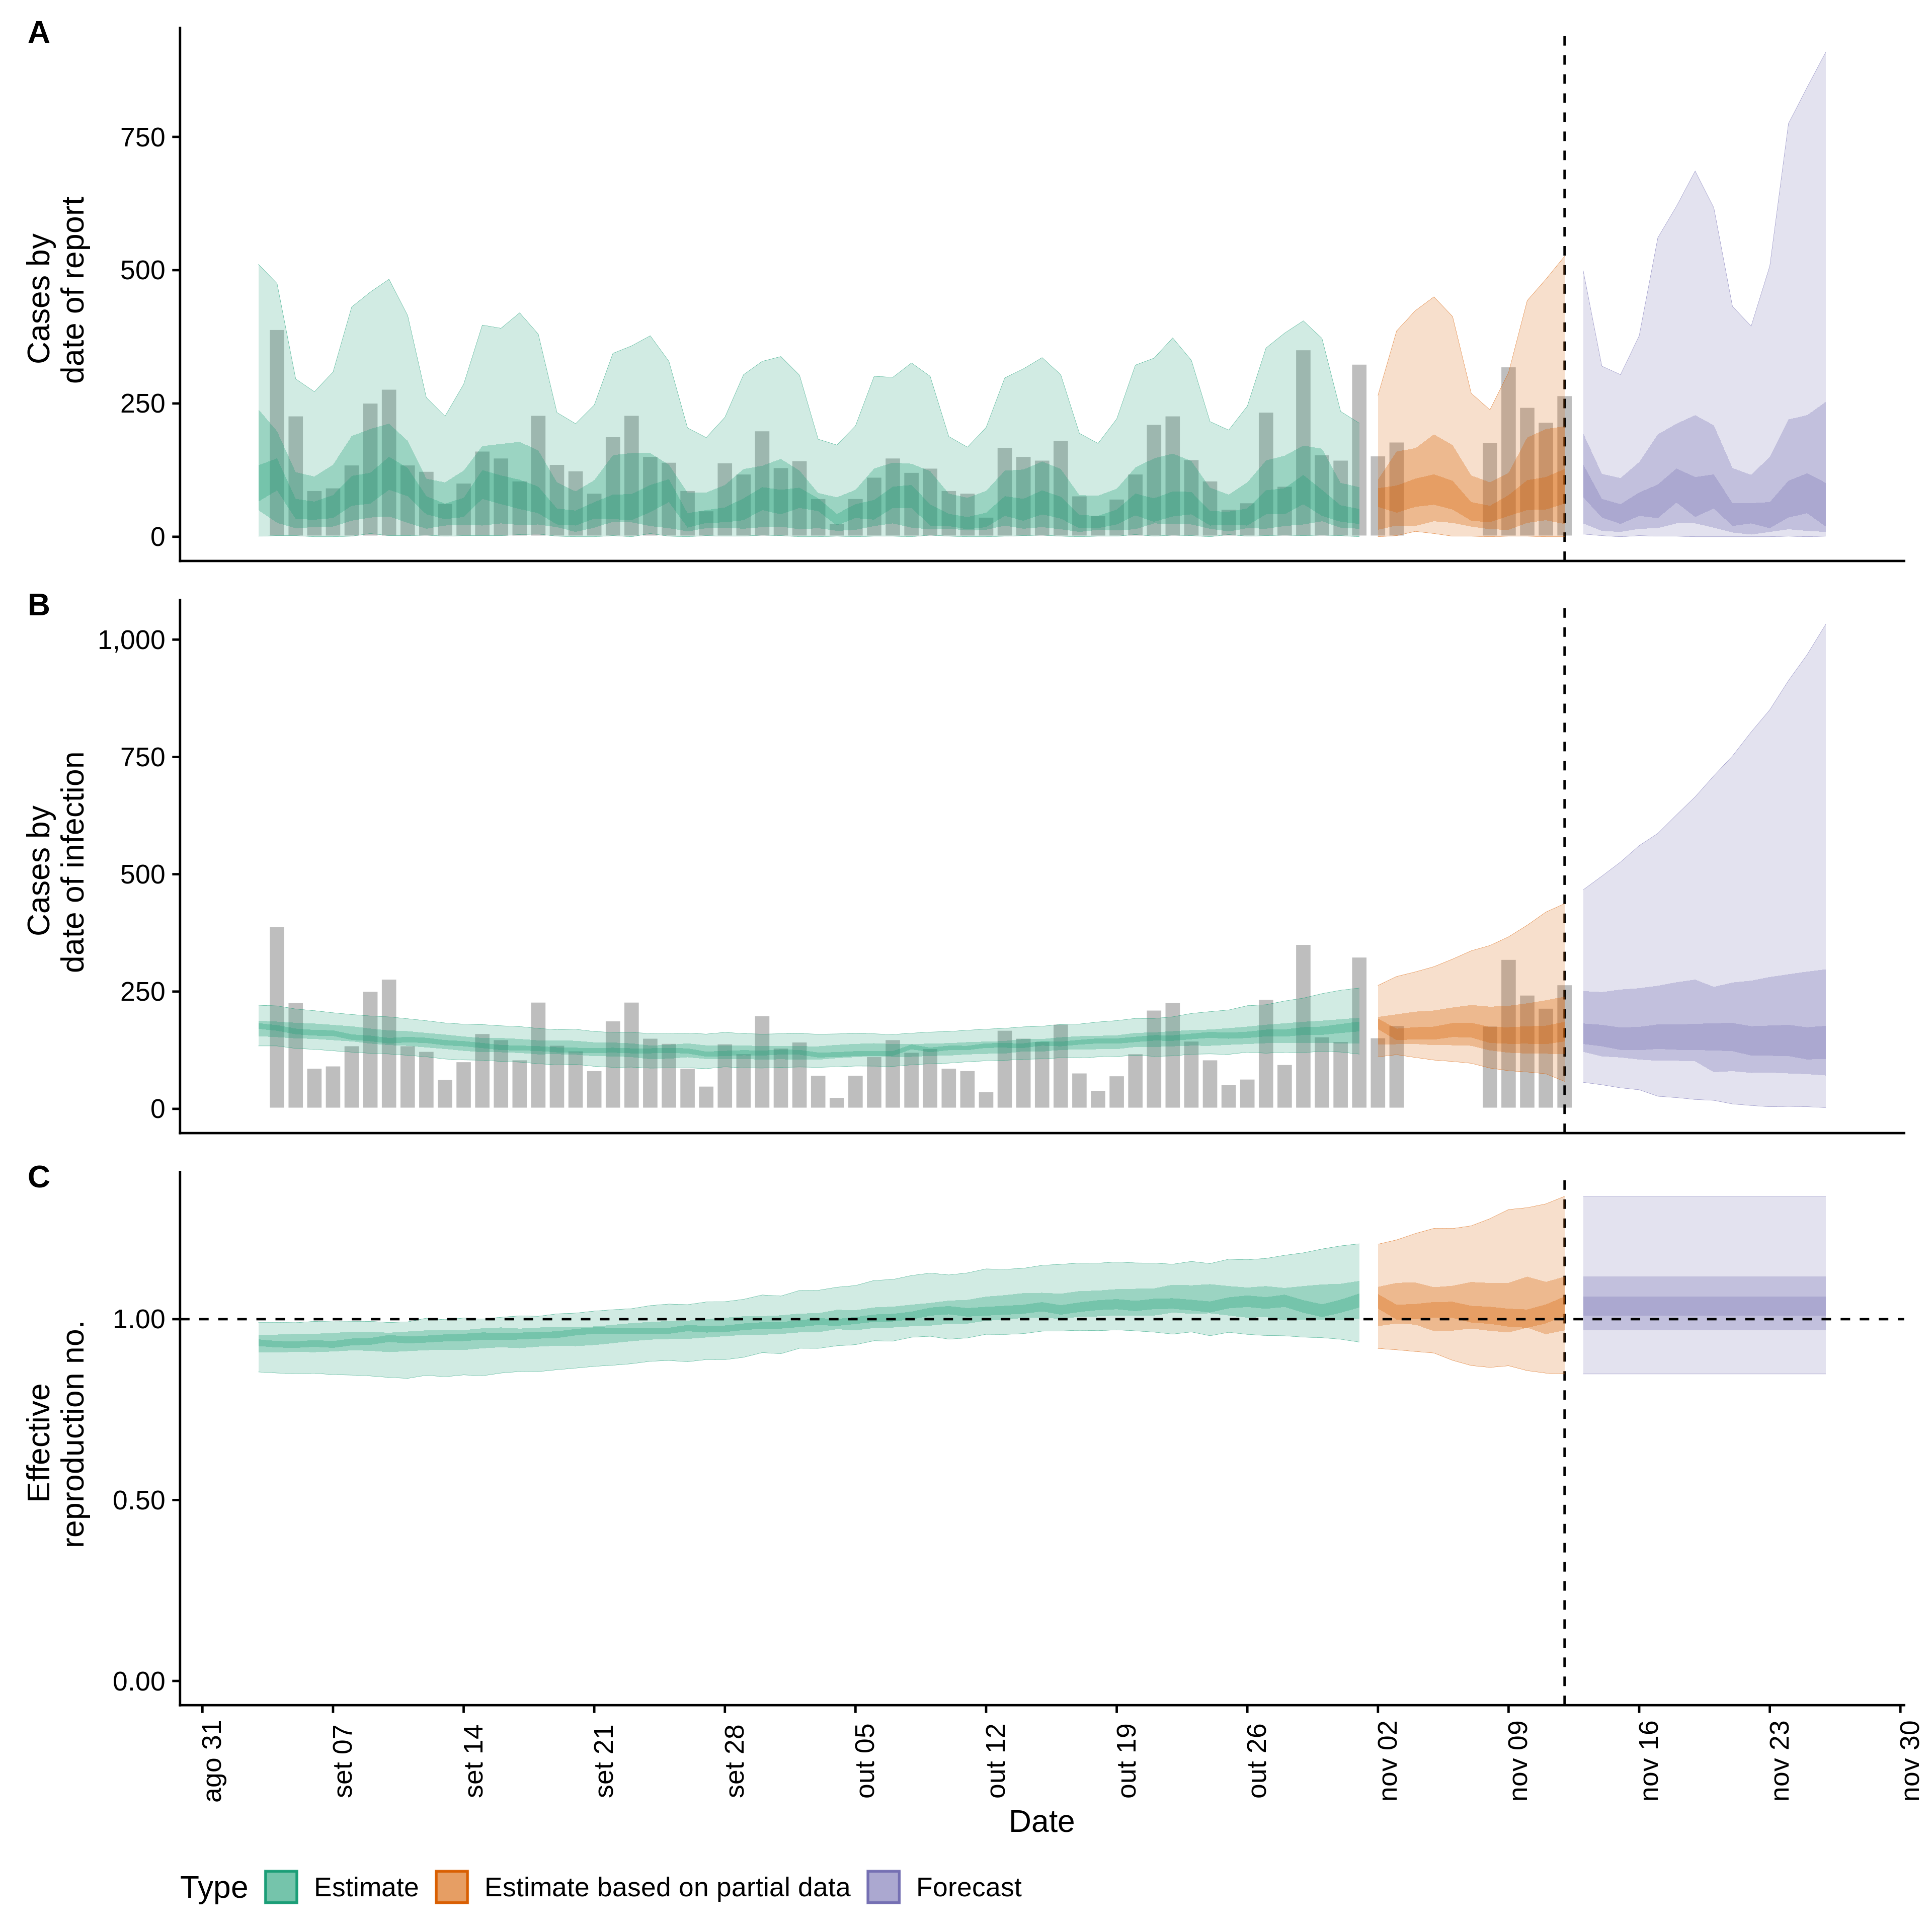 A
Cases by
date of report
750
500
250
0
B
Cases by
date of infection
1,000
750
500
250
0
C
Effective
reproduction no.
1.00
0.50
0.00
ago 31
set 07
set 14
set 21
set 28
out 05
out 12
out 19
out 26
nov 02
nov 09
nov 16
nov 23
nov 30
Date
Type Estimate Estimate based on partial data Forecast